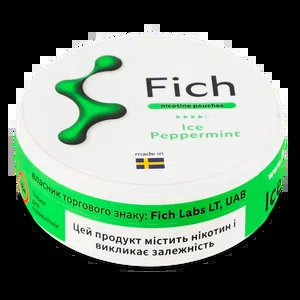 Fich
nicotine pouches
Ice
Peppermint
made in
власник торгового знаку: Fich Labs LT, UAB
Цей продукт містить нікотин і
викликає залежність
Ice